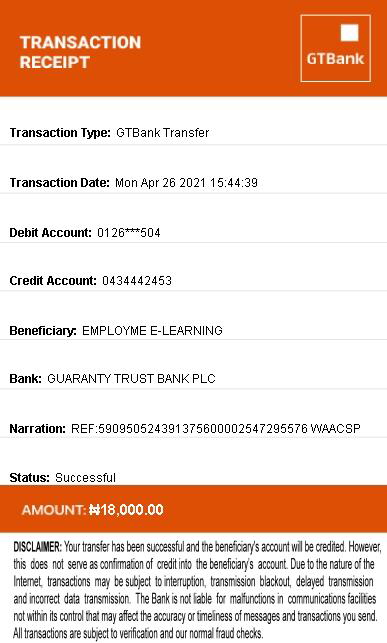 TRANSACTION
RECEIPT
GTBank
Transaction Type: GTBank Transfer
Transaction Date: Mon Apr 26 2021 15:44:39
Debit Account: 0126***504
Credit Account: 0434442453
Beneficiary: EMPLOYME E-LEARNING
Bank: GUARANTY TRUST BANK PLC
Narration: REF:5909505243913756000002547295576 WAACSP
Status: Successful
AMOUNT: ₦18,000.00
DISCLAIMER: Your transfer has been successful and the beneficiary's account will be credited. However,
this does not serve as confirmation of credit into the beneficiary's account. Due to the nature of the
Internet, transactions may be subject to interruption, transmission blackout, delayed transmission
and incorrect data transmission. The Bank is not liable for malfunctions in communications facilities
not within its control that may affect the accuracy or timeliness of messages and transactions you send.
All transactions are subject to verification and our normal fraud checks.